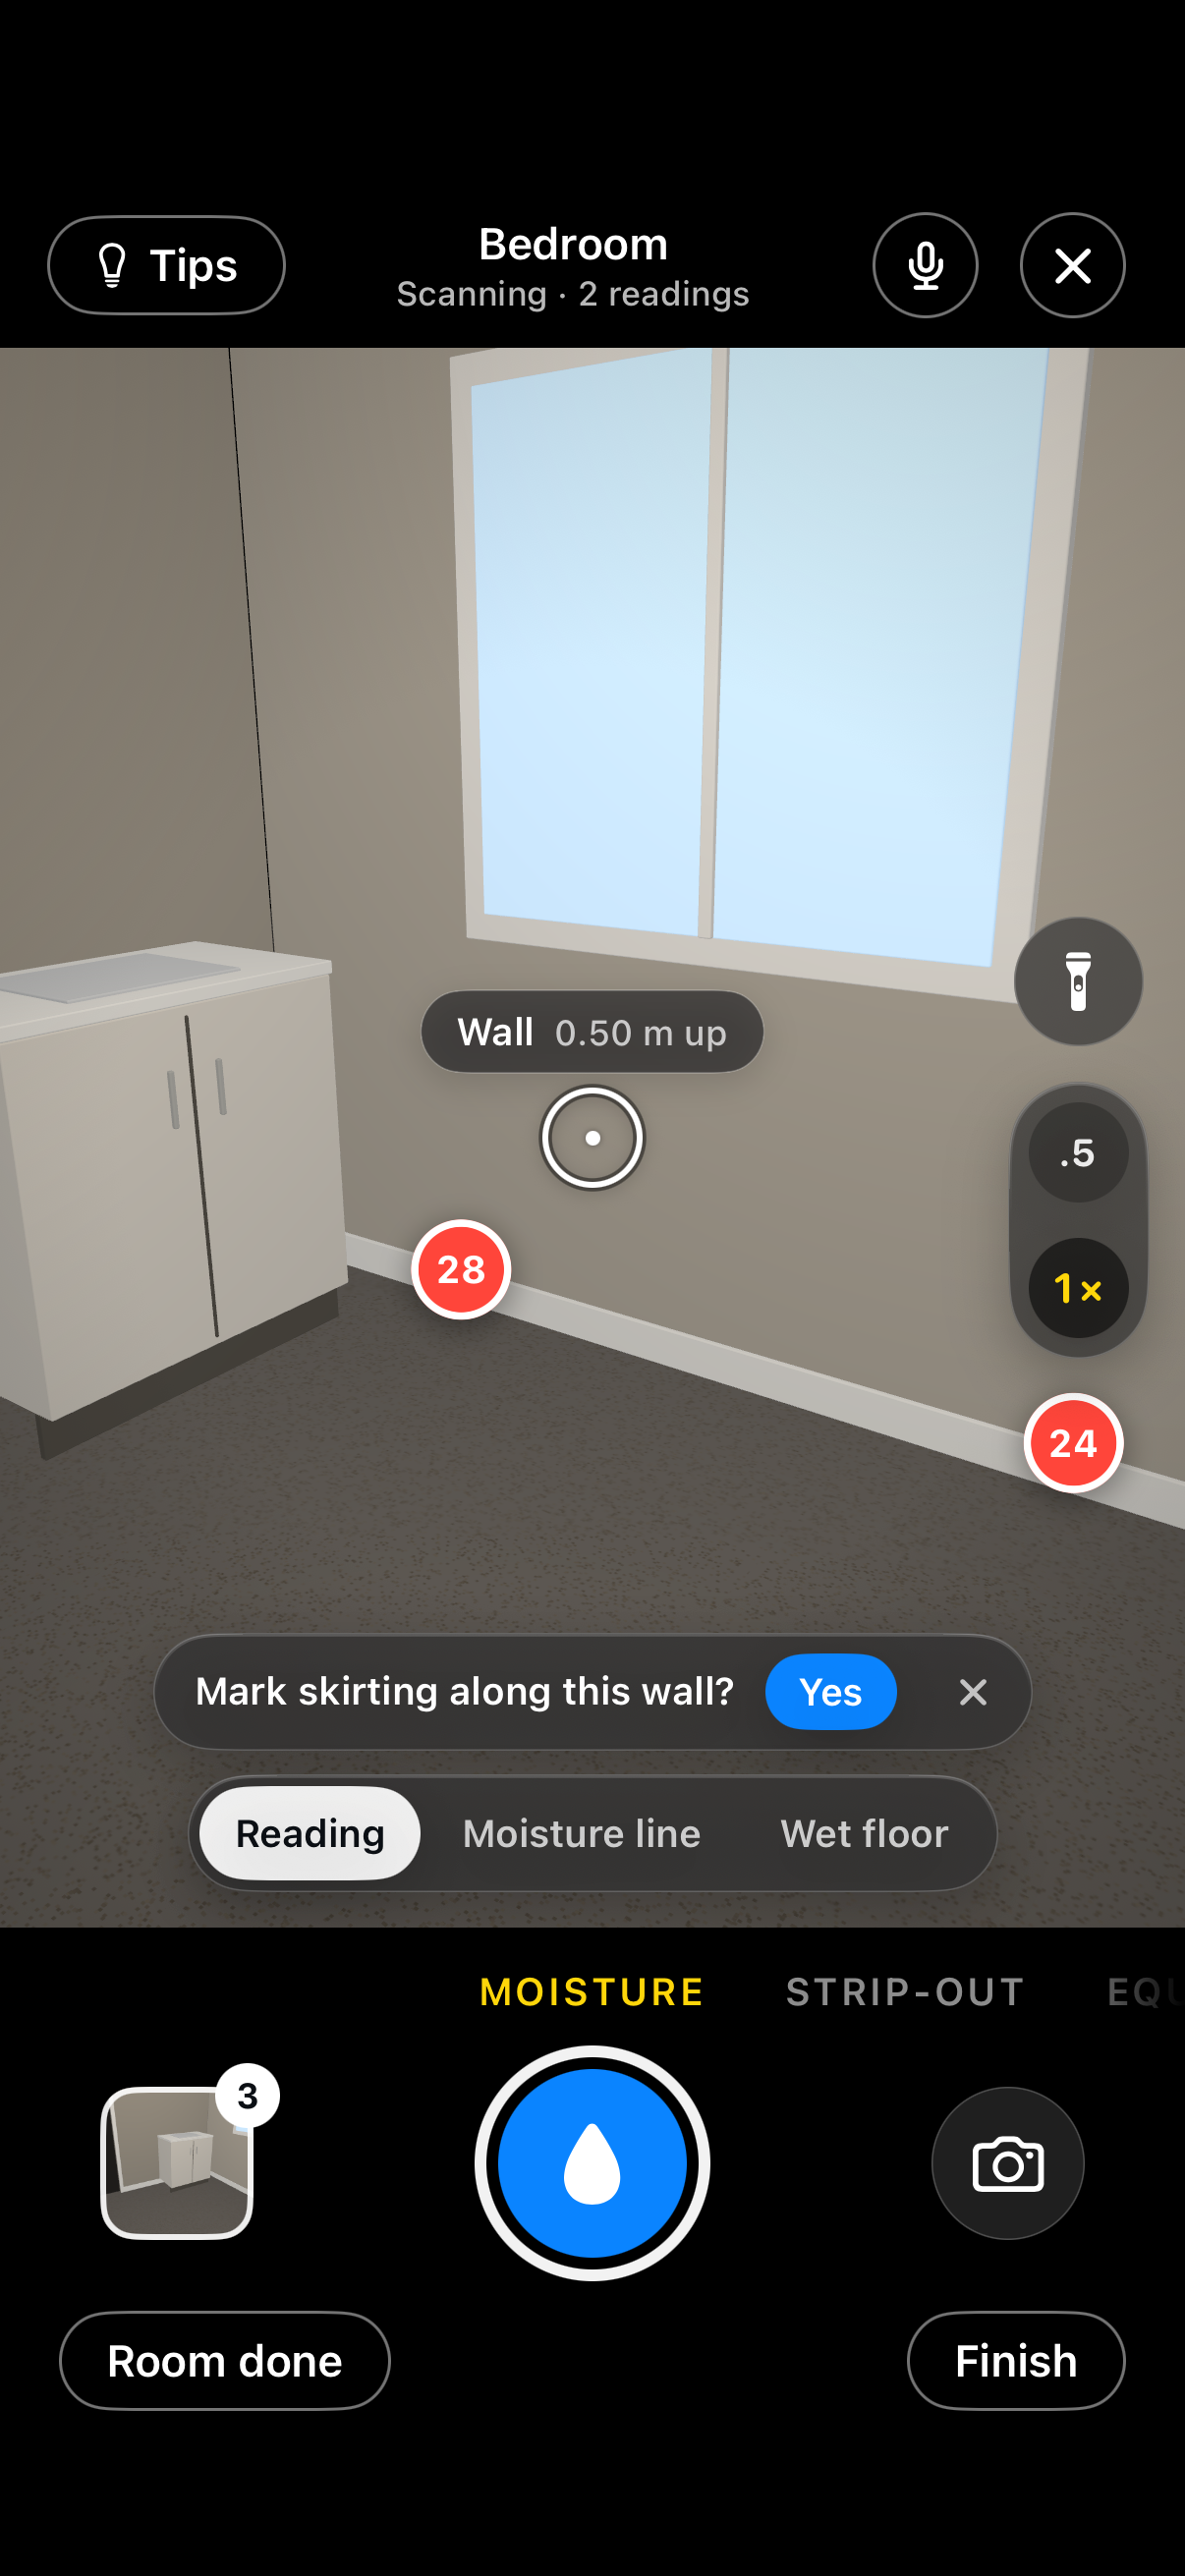 Tips
Bedroom
Scanning · 2 readings
Wall 0.50 m up
.5
28
1×
24
Mark skirting along this wall? Yes
Reading Moisture line Wet floor
MOISTURE STRIP-OUT
3
Room done Finish